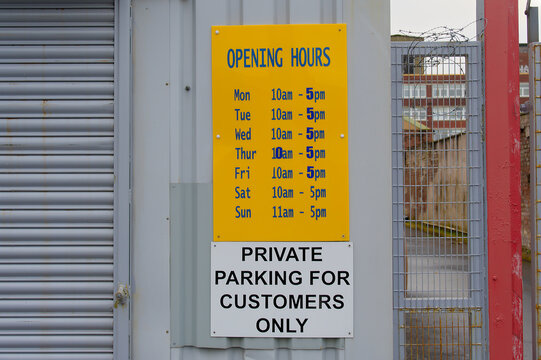 OPENING HOURS
Mon 10am - 5pm
Tue 10am - 5pm
Wed 10am - 5pm
Thur 10am - 5pm
Fri 10am - 5pm
Sat 10am - 5pm
Sun 11am - 5pm
PRIVATE
PARKING FOR
CUSTOMERS
ONLY